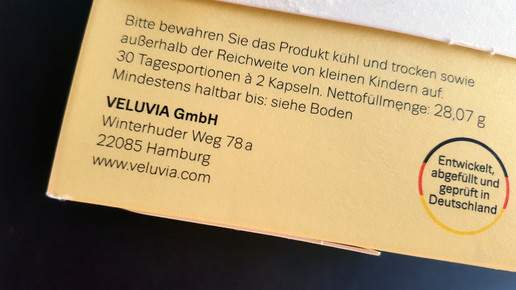 Bitte bewahren Sie das Produkt kühl und trocken sowie
außerhalb der Reichweite von kleinen Kindern auf.
30 Tagesportionen à 2 Kapseln. Nettofüllmenge: 28,07 g
Mindestens haltbar bis: siehe Boden
VELUVIA GmbH
Winterhuder Weg 78 a
22085 Hamburg
www.veluvia.com
Entwickelt,
abgefüllt und
geprüft in
Deutschland